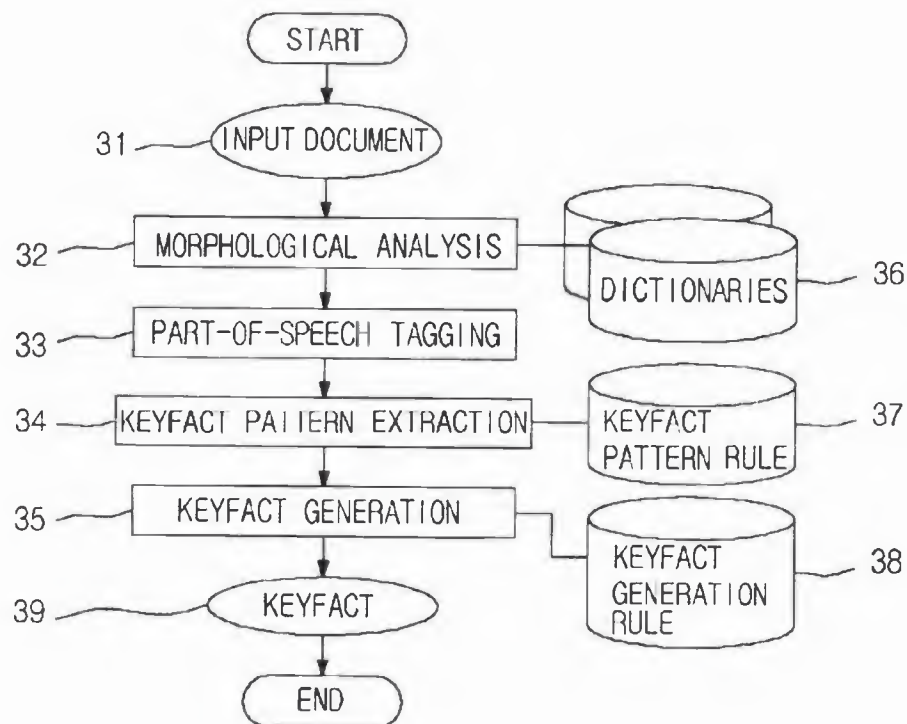 START
31
INPUT DOCUMENT
32
MORPHOLOGICAL ANALYSIS
DICTIONARIES
36
33
PART-OF-SPEECH TAGGING
34
KEYFACT PATTERN EXTRACTION
KEYFACT
PATTERN RULE
37
35
KEYFACT GENERATION
KEYFACT
GENERATION
RULE
38
39
KEYFACT
END